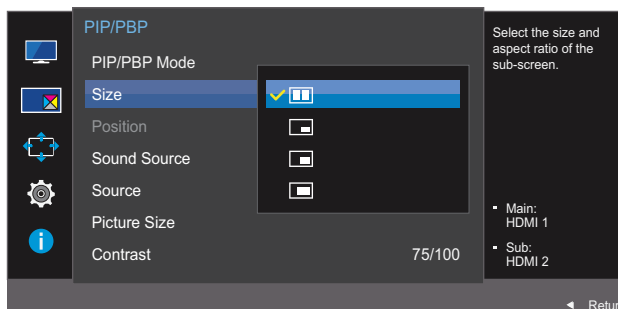 PIP/PBP
PIP/PBP Mode
Size
Position
Sound Source
Source
Picture Size
Contrast 75/100
Select the size and
aspect ratio of the
sub-screen.
Main:
HDMI 1
Sub:
HDMI 2
Retur